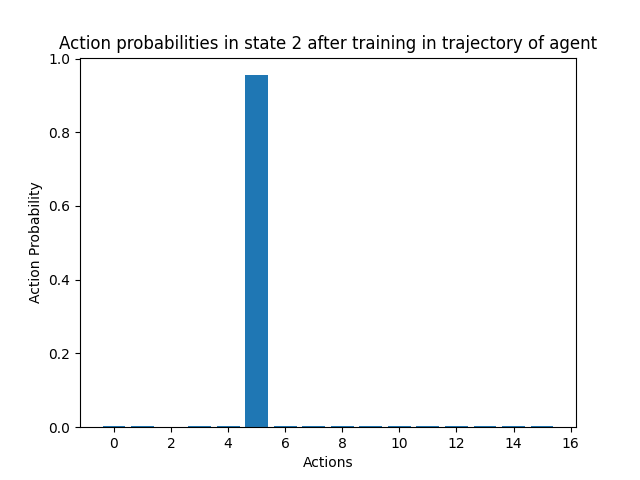 Action probabilities in state 2 after training in trajectory of agent
1.0
0.8
0.6
0.4
0.2
0.0
Action Probability
0 2 4 6 8 10 12 14 16
Actions